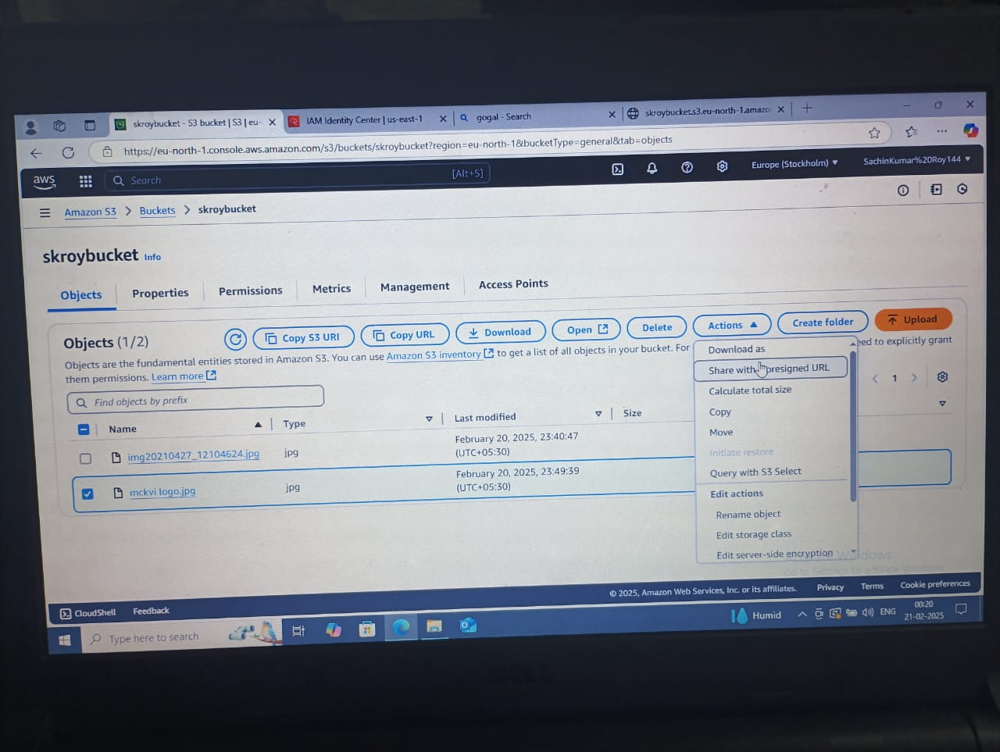 skroybucket - S3 bucket | S3 | eu-
IAM Identity Center | us-east-1
gogal - Search
skroybucket.s3.eu-north-1.amazo
https://eu-north-1.console.aws.amazon.com/s3/buckets/skroybucket?region=eu-north-1&bucketType=general&tab=objects
aws
Search
[Alt+S]
Europe (Stockholm)
SachinKumar%20Roy144
Amazon S3 > Buckets > skroybucket
skroybucket Info
Objects
Properties
Permissions
Metrics
Management
Access Points
Objects (1/2)
Copy S3 URI
Copy URL
Download
Open
Delete
Actions
Create folder
Upload
Objects are the fundamental entities stored in Amazon S3. You can use Amazon S3 inventory to get a list of all objects in your bucket. For
eed to explicitly grant
them permissions. Learn more
Find objects by prefix
1
Name
Type
Last modified
Size
img20210427_12104624.jpg
jpg
February 20, 2025, 23:40:47
(UTC+05:30)
mckvi logo.jpg
jpg
February 20, 2025, 23:49:39
(UTC+05:30)
Download as
Share with presigned URL
Calculate total size
Copy
Move
Initiate restore
Query with S3 Select
Edit actions
Rename object
Edit storage class
Edit server-side encryption
Windows
© 2025, Amazon Web Services, Inc. or its affiliates.
Privacy
Terms
Cookie preferences
CloudShell
Feedback
Type here to search
Humid
ENG
00:20
21-02-2025